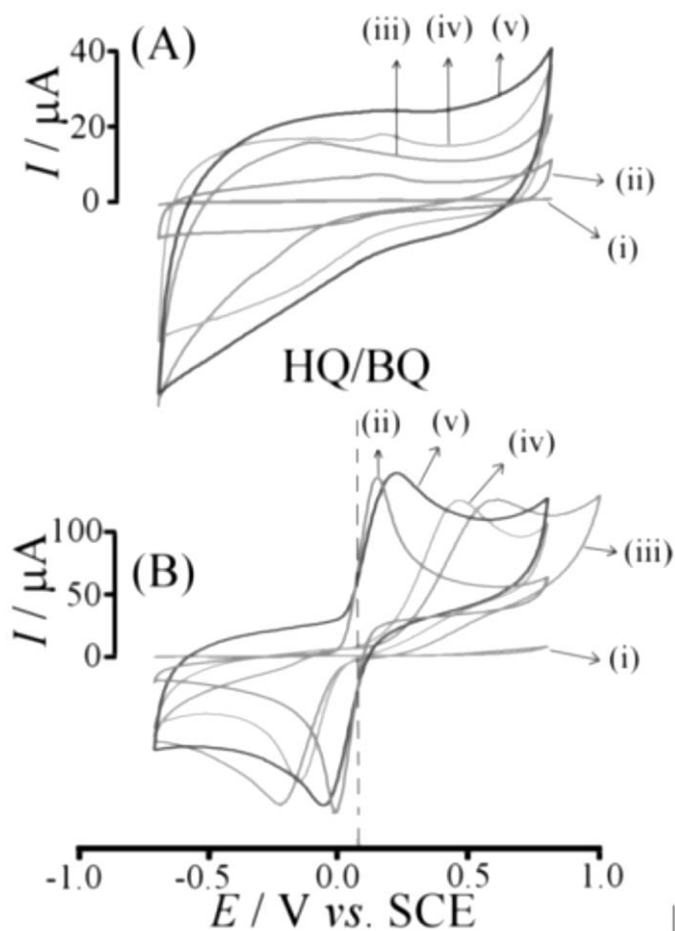 (A)
(iii) (iv) (v)
40
20
0
I / μA
(ii)
(i)
HQ/BQ
(ii) (v) (iv)
100
50
0
I / μA
(B)
(iii)
(i)
-1.0 -0.5 0.0 0.5 1.0
E / V vs. SCE